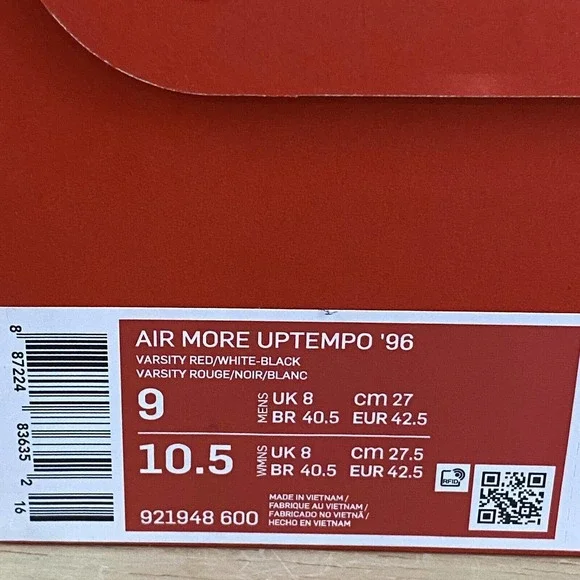 AIR MORE UPTEMPO '96
VARSITY RED/WHITE-BLACK
VARSITY ROUGE/NOIR/BLANC
9 MENS UK 8 cm 27
BR 40.5 EUR 42.5
10.5 WMNS UK 8 cm 27.5
BR 40.5 EUR 42.5
RFID
921948 600
MADE IN VIETNAM /
FABRIQUE AU VIETNAM /
FABRICADO NO VIETNÃ /
HECHO EN VIETNAM
8 87224 83635 2 16